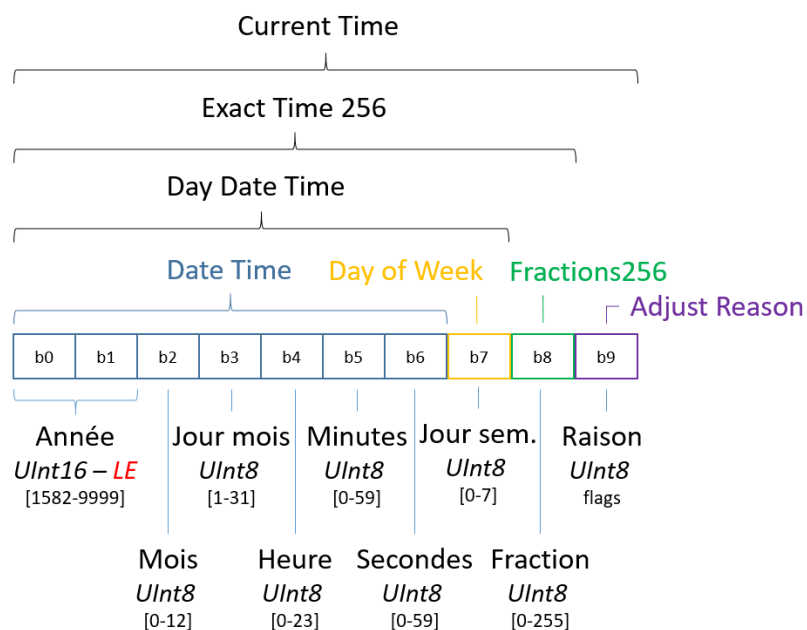 Current Time
Exact Time 256
Day Date Time
Date Time
Day of Week
Fractions256
Adjust Reason
b0 b1 b2 b3 b4 b5 b6 b7 b8 b9
Année
UInt16 – LE
[1582-9999]
Jour mois
UInt8
[1-31]
Minutes
UInt8
[0-59]
Jour sem.
UInt8
[0-7]
Raison
UInt8
flags
Mois
UInt8
[0-12]
Heure
UInt8
[0-23]
Secondes
UInt8
[0-59]
Fraction
UInt8
[0-255]